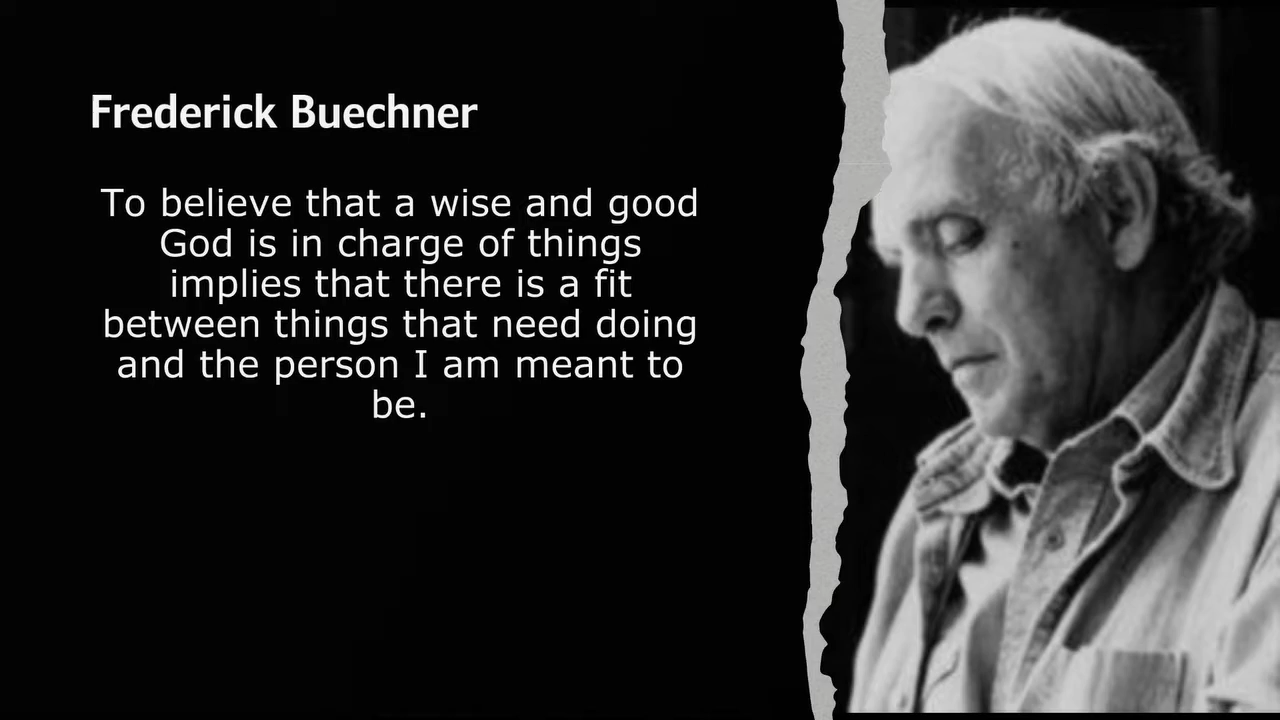 Frederick Buechner
To believe that a wise and good
God is in charge of things
implies that there is a fit
between things that need doing
and the person I am meant to
be.